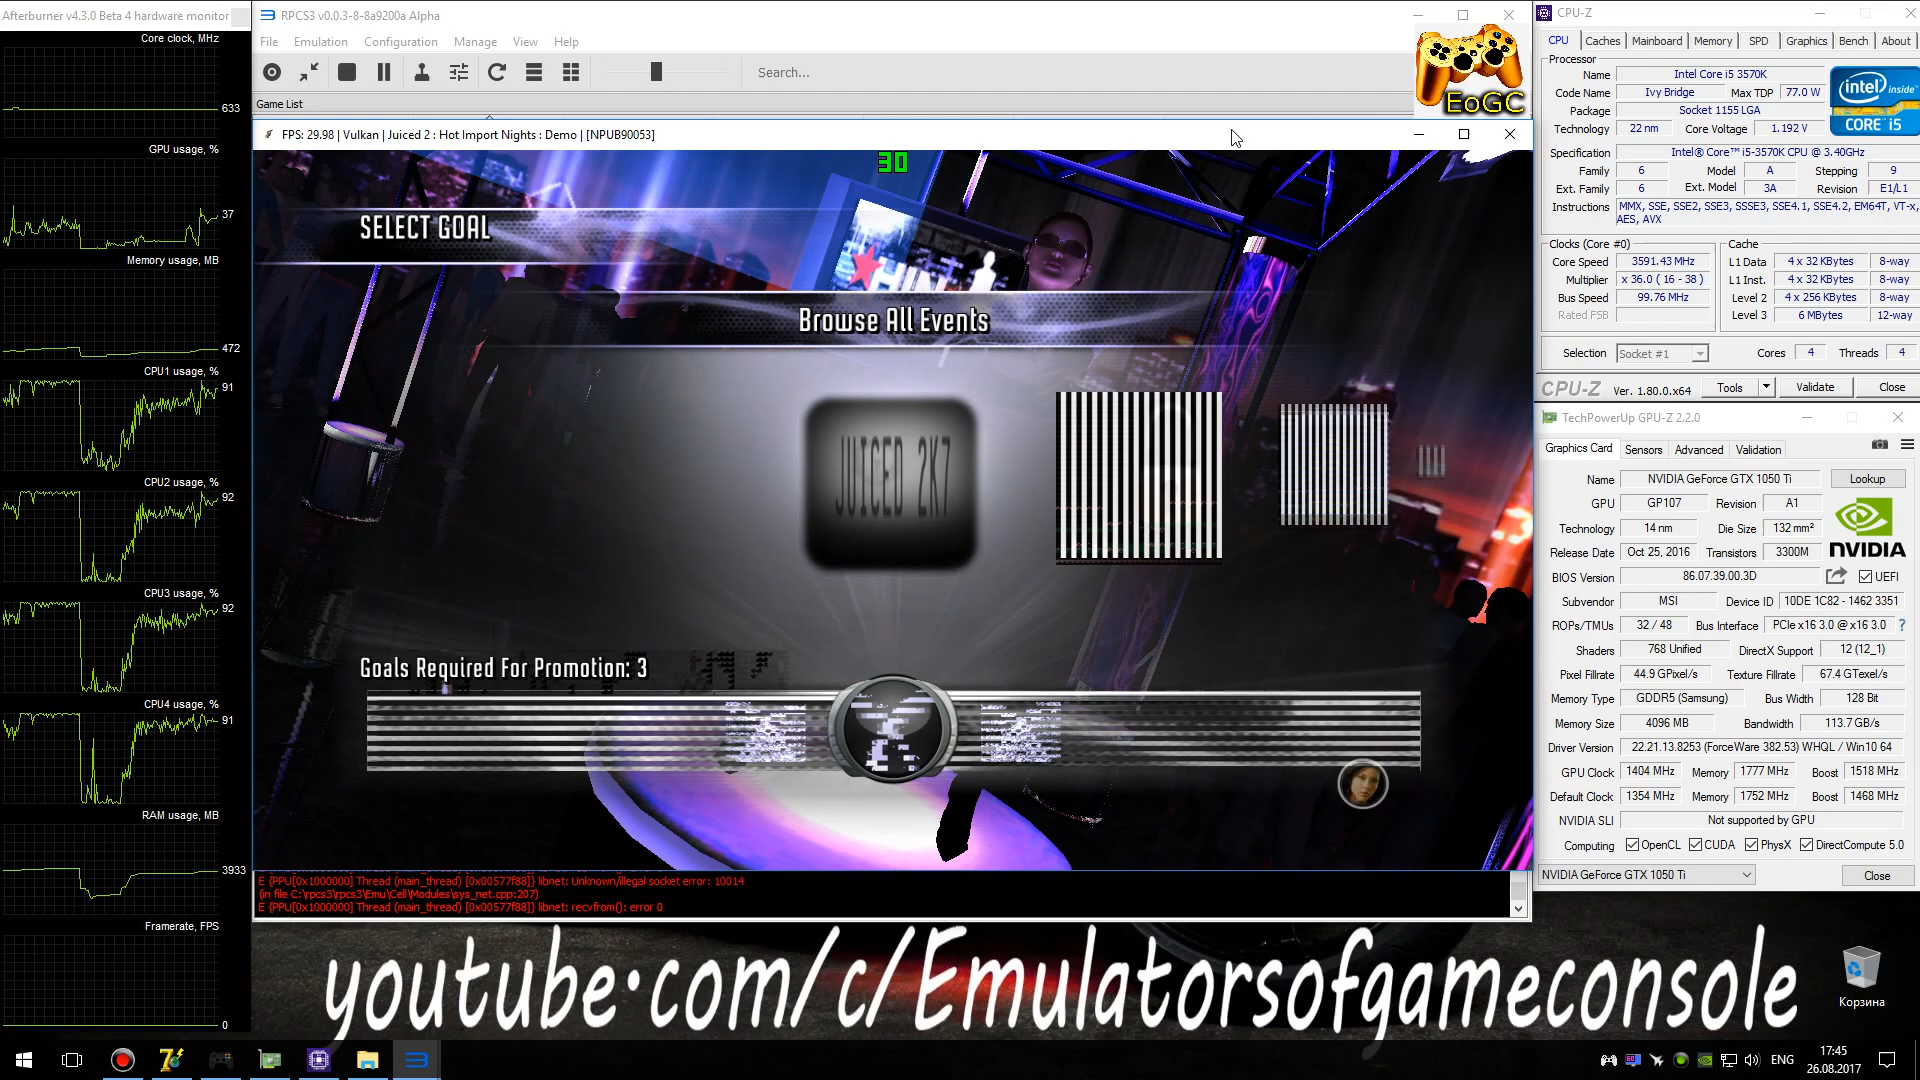 Afterburner v4.3.0 Beta 4 hardware monitor
Core clock, MHz
633
GPU usage, %
37
Memory usage, MB
472
CPU1 usage, %
91
CPU2 usage, %
92
CPU3 usage, %
92
CPU4 usage, %
91
RAM usage, MB
3933
Framerate, FPS
0
RPCS3 v0.0.3-8-8a9200a Alpha
File Emulation Configuration Manage View Help
Search...
EoGC
Game List
FPS: 29.98 | Vulkan | Juiced 2 : Hot Import Nights : Demo | [NPUB90053]
30
SELECT GOAL
Browse All Events
JUICED 2K7
Goals Required For Promotion: 3
E {PPU[0x1000000] Thread (main_thread) [0x00577f88]} libnet: Unknown/illegal socket error: 10014
(in file C:\rpcs3\rpcs3\Emu\Cell\Modules\sys_net.cpp:207)
E {PPU[0x1000000] Thread (main_thread) [0x00577f88]} libnet: recvfrom(): error 0
CPU-Z
CPU Caches Mainboard Memory SPD Graphics Bench About
Processor
Name Intel Core i5 3570K
Code Name Ivy Bridge Max TDP 77.0 W
Package Socket 1155 LGA
Technology 22 nm Core Voltage 1.192 V
intel inside™
CORE™ i5
Specification Intel® Core™ i5-3570K CPU @ 3.40GHz
Family 6 Model A Stepping 9
Ext. Family 6 Ext. Model 3A Revision E1/L1
Instructions MMX, SSE, SSE2, SSE3, SSSE3, SSE4.1, SSE4.2, EM64T, VT-x,
AES, AVX
Clocks (Core #0)
Core Speed 3591.43 MHz
Multiplier x 36.0 ( 16 - 38 )
Bus Speed 99.76 MHz
Rated FSB
Cache
L1 Data 4 x 32 KBytes 8-way
L1 Inst. 4 x 32 KBytes 8-way
Level 2 4 x 256 KBytes 8-way
Level 3 6 MBytes 12-way
Selection Socket #1 Cores 4 Threads 4
CPU-Z Ver. 1.80.0.x64 Tools Validate Close
TechPowerUp GPU-Z 2.2.0
Graphics Card Sensors Advanced Validation
Name NVIDIA GeForce GTX 1050 Ti Lookup
GPU GP107 Revision A1
Technology 14 nm Die Size 132 mm²
Release Date Oct 25, 2016 Transistors 3300M
NVIDIA
BIOS Version 86.07.39.00.3D UEFI
Subvendor MSI Device ID 10DE 1C82 - 1462 3351
ROPs/TMUs 32 / 48 Bus Interface PCIe x16 3.0 @ x16 3.0 ?
Shaders 768 Unified DirectX Support 12 (12_1)
Pixel Fillrate 44.9 GPixel/s Texture Fillrate 67.4 GTexel/s
Memory Type GDDR5 (Samsung) Bus Width 128 Bit
Memory Size 4096 MB Bandwidth 113.7 GB/s
Driver Version 22.21.13.8253 (ForceWare 382.53) WHQL / Win10 64
GPU Clock 1404 MHz Memory 1777 MHz Boost 1518 MHz
Default Clock 1354 MHz Memory 1752 MHz Boost 1468 MHz
NVIDIA SLI Not supported by GPU
Computing OpenCL CUDA PhysX DirectCompute 5.0
NVIDIA GeForce GTX 1050 Ti Close
youtube.com/c/Emulatorsofgameconsole
Корзина
ENG
17:45
26.08.2017